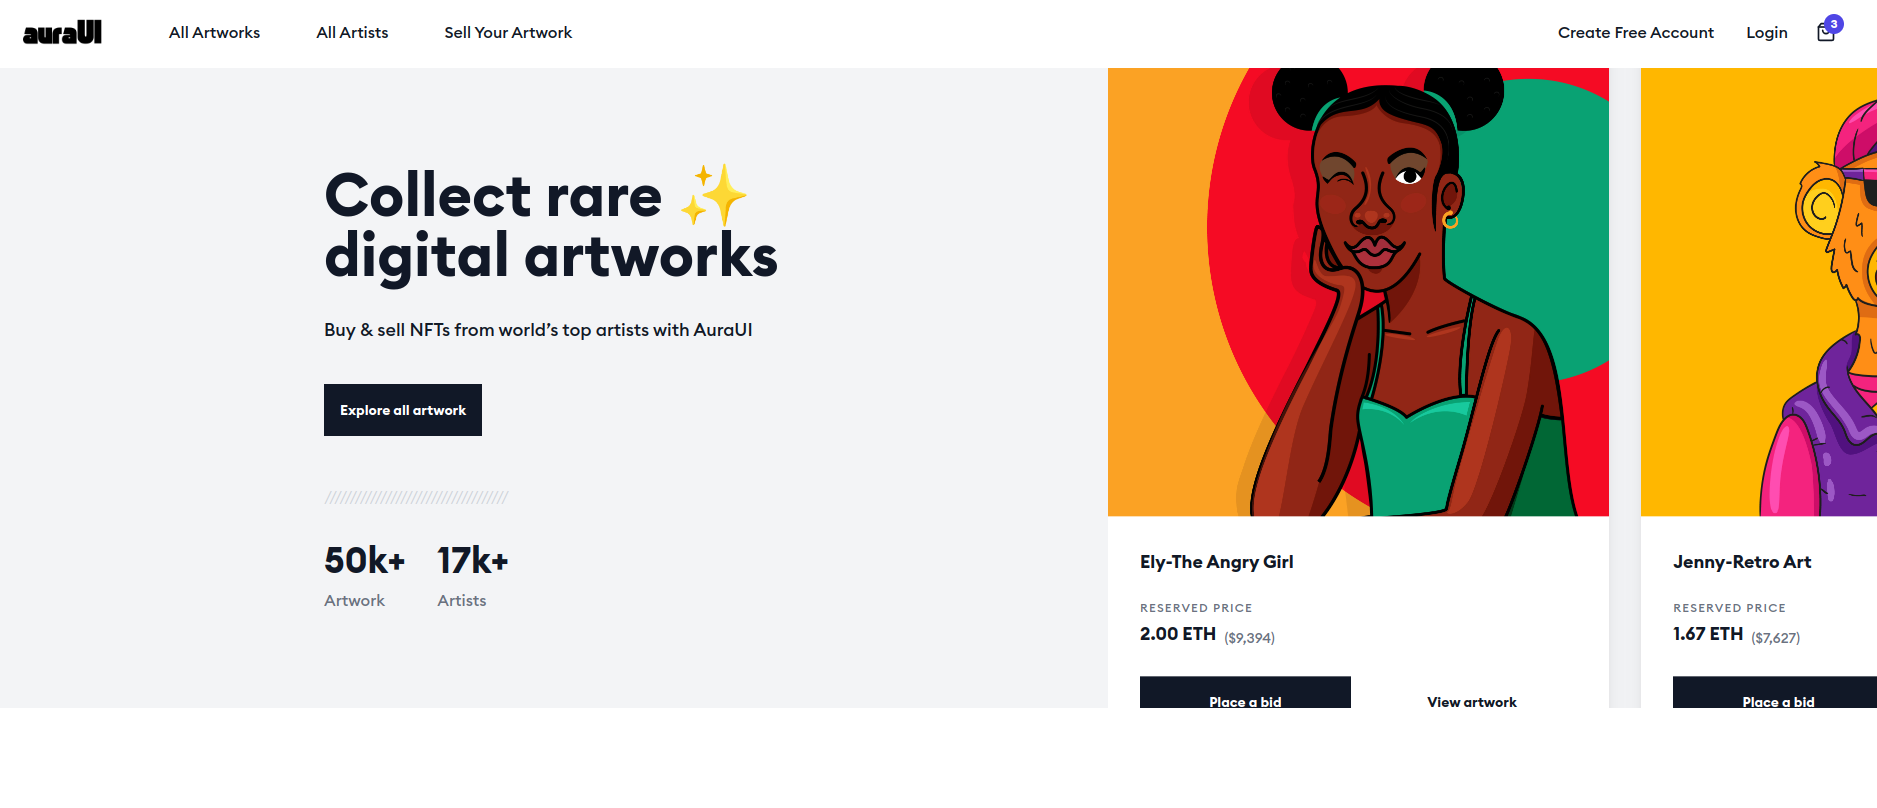 auraUI
All Artworks
All Artists
Sell Your Artwork
Create Free Account
Login
3
Collect rare ✨
digital artworks
Buy & sell NFTs from world’s top artists with AuraUI
Explore all artwork
50k+
17k+
Artwork
Artists
Ely-The Angry Girl
RESERVED PRICE
2.00 ETH ($9,394)
Place a bid
View artwork
Jenny-Retro Art
RESERVED PRICE
1.67 ETH ($7,627)
Place a bid